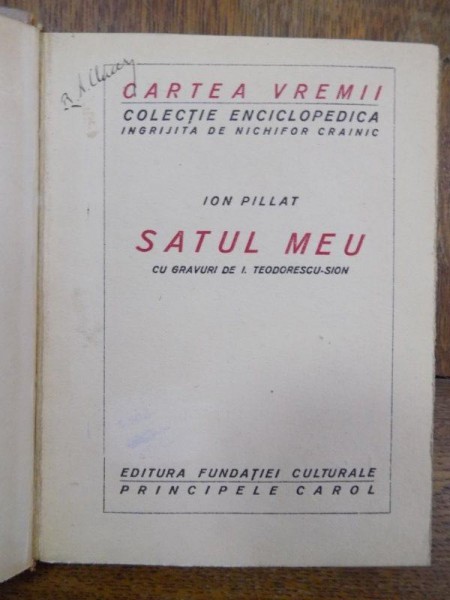 CARTEA VREMII
COLECȚIE ENCICLOPEDICA
INGRIJITA DE NICHIFOR CRAINIC
ION PILLAT
SATUL MEU
CU GRAVURI DE I. TEODORESCU-SION
EDITURA FUNDAȚIEI CULTURALE
PRINCIPELE CAROL